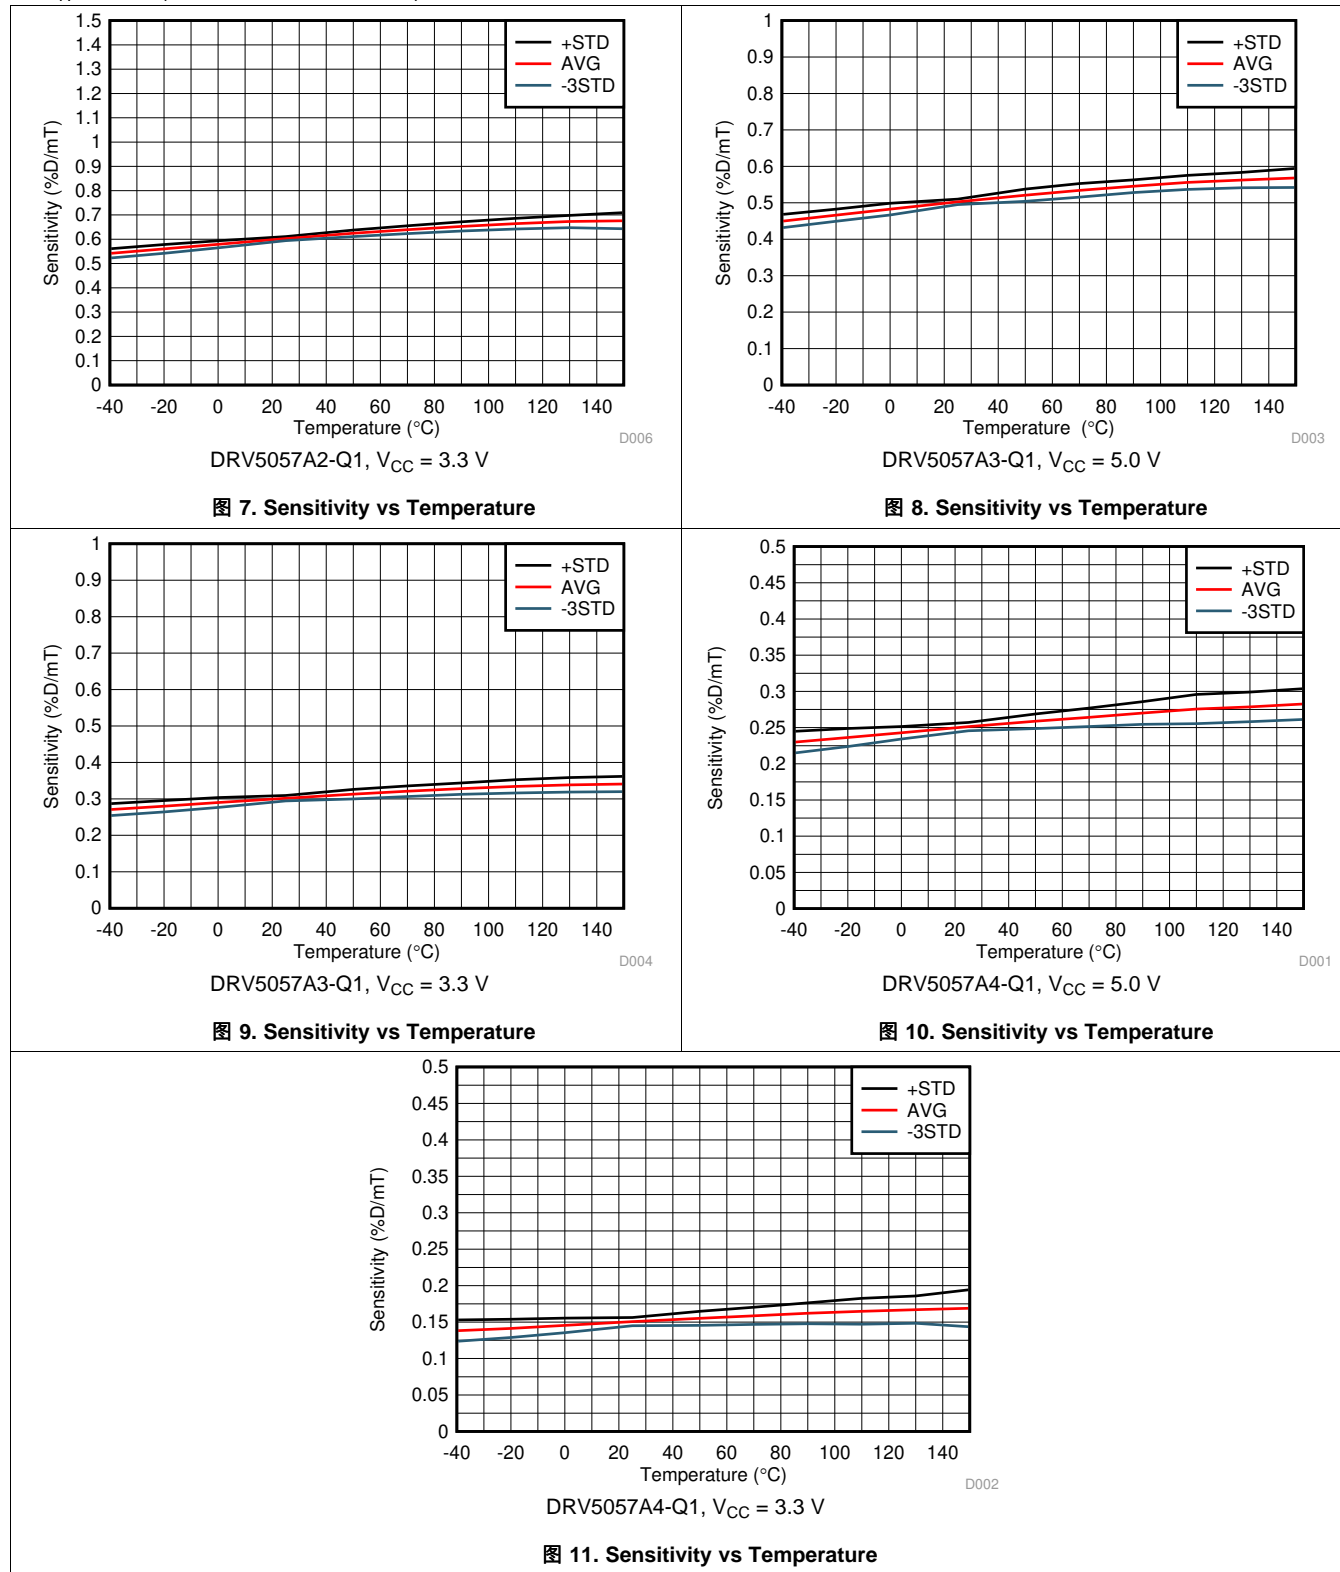 1.5
1.4
1.3
1.2
1.1
1
0.9
0.8
0.7
0.6
0.5
0.4
0.3
0.2
0.1
0
Sensitivity (%D/mT)
+STD
AVG
-3STD
-40 -20 0 20 40 60 80 100 120 140
Temperature (°C)
D006
DRV5057A2-Q1, VCC = 3.3 V
图 7. Sensitivity vs Temperature
1
0.9
0.8
0.7
0.6
0.5
0.4
0.3
0.2
0.1
0
Sensitivity (%D/mT)
+STD
AVG
-3STD
-40 -20 0 20 40 60 80 100 120 140
Temperature (°C)
D003
DRV5057A3-Q1, VCC = 5.0 V
图 8. Sensitivity vs Temperature
1
0.9
0.8
0.7
0.6
0.5
0.4
0.3
0.2
0.1
0
Sensitivity (%D/mT)
+STD
AVG
-3STD
-40 -20 0 20 40 60 80 100 120 140
Temperature (°C)
D004
DRV5057A3-Q1, VCC = 3.3 V
图 9. Sensitivity vs Temperature
0.5
0.45
0.4
0.35
0.3
0.25
0.2
0.15
0.1
0.05
0
Sensitivity (%D/mT)
+STD
AVG
-3STD
-40 -20 0 20 40 60 80 100 120 140
Temperature (°C)
D001
DRV5057A4-Q1, VCC = 5.0 V
图 10. Sensitivity vs Temperature
0.5
0.45
0.4
0.35
0.3
0.25
0.2
0.15
0.1
0.05
0
Sensitivity (%D/mT)
+STD
AVG
-3STD
-40 -20 0 20 40 60 80 100 120 140
Temperature (°C)
D002
DRV5057A4-Q1, VCC = 3.3 V
图 11. Sensitivity vs Temperature